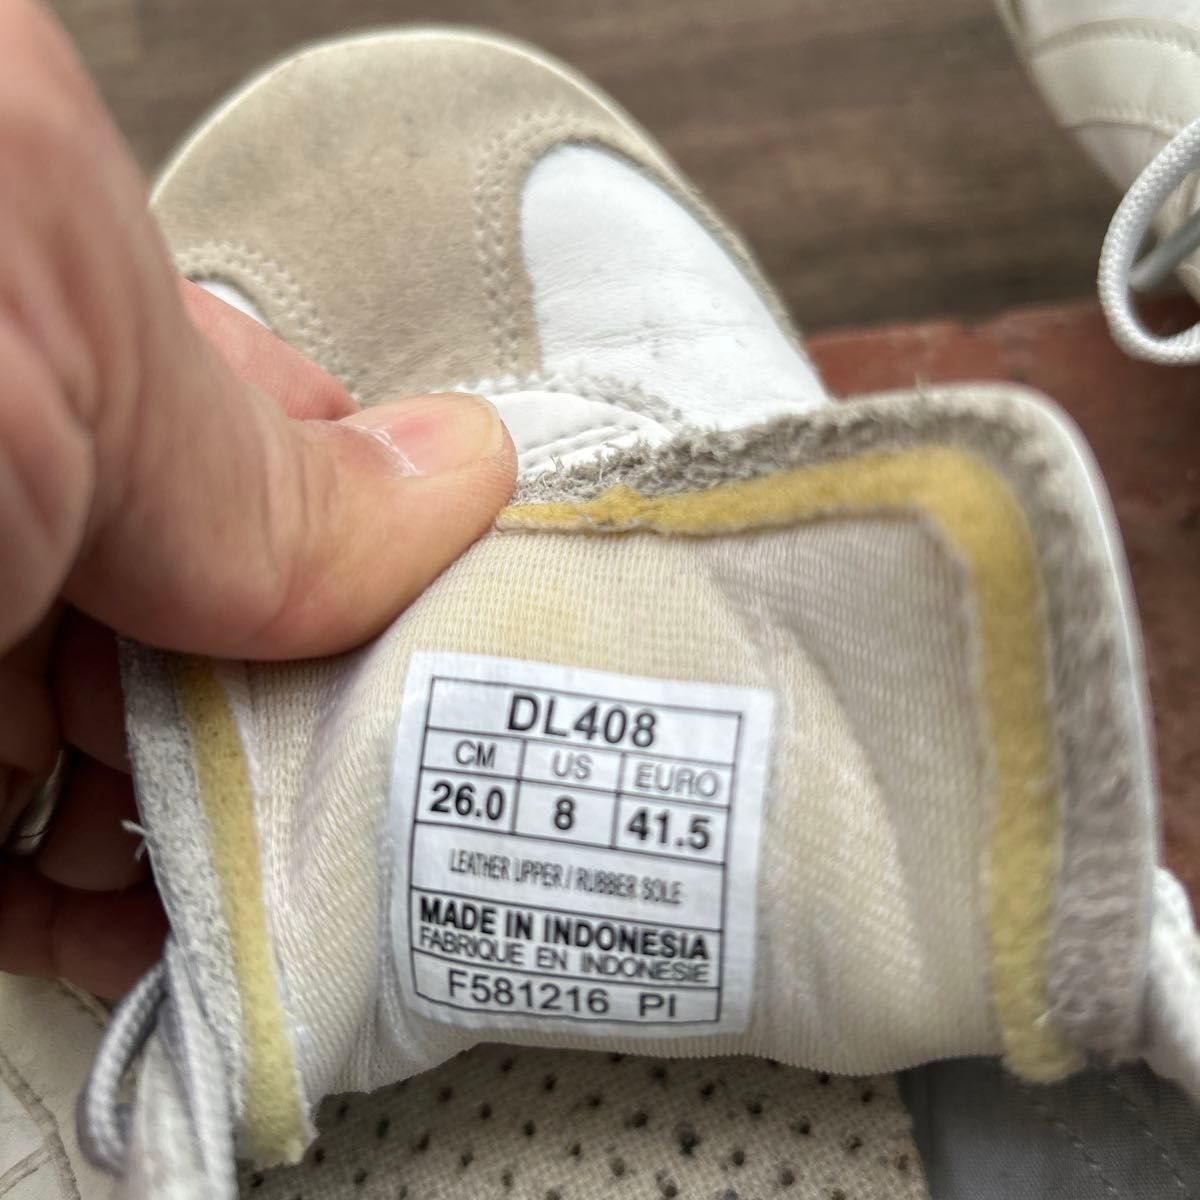 DL408
CM US EURO
26.0 8 41.5
LEATHER UPPER / RUBBER SOLE
MADE IN INDONESIA
FABRIQUE EN INDONESIE
F581216 PI